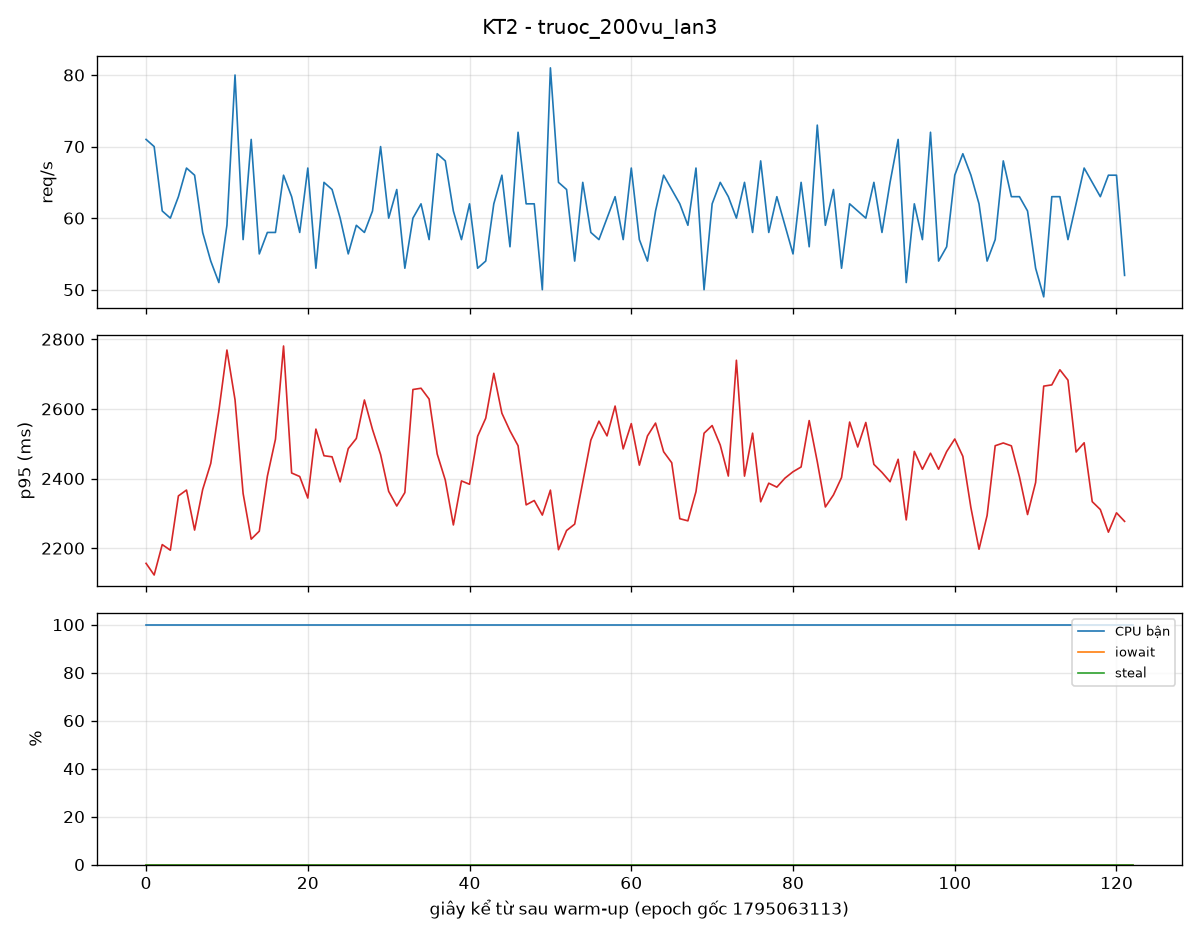 KT2 - truoc_200vu_lan3
80
70
60
50
req/s
2800
2600
2400
2200
p95 (ms)
100
80
60
40
20
0
%
CPU bận
iowait
steal
0 20 40 60 80 100 120
giây kể từ sau warm-up (epoch gốc 1795063113)